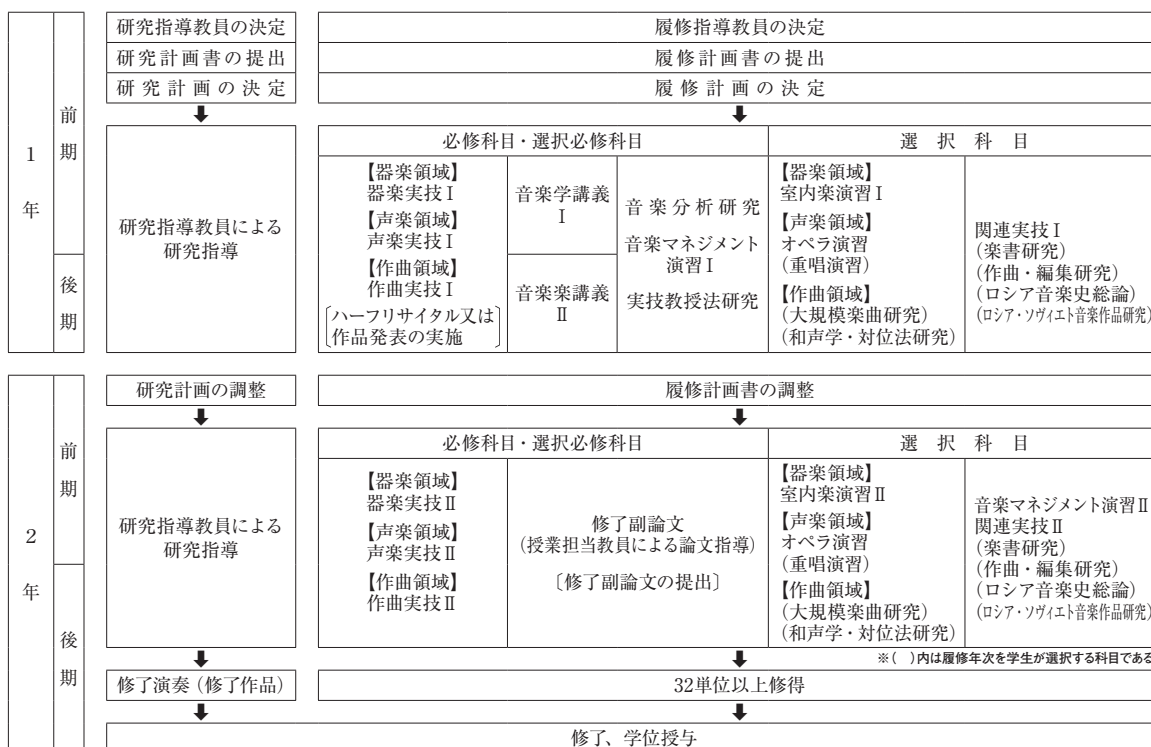 1年
前期
後期
研究指導教員の決定
研究計画書の提出
研究計画の決定
研究指導教員による
研究指導
履修指導教員の決定
履修計画書の提出
履修計画の決定
必修科目・選択必修科目
【器楽領域】
器楽実技Ⅰ
【声楽領域】
声楽実技Ⅰ
【作曲領域】
作曲実技Ⅰ
〔ハーフリサイタル又は
作品発表の実施〕
音楽学講義
Ⅰ
音楽楽講義
Ⅱ
音楽分析研究
音楽マネジメント
演習Ⅰ
実技教授法研究
選択科目
【器楽領域】
室内楽演習Ⅰ
【声楽領域】
オペラ演習
(重唱演習)
【作曲領域】
(大規模楽曲研究)
(和声学・対位法研究)
関連実技Ⅰ
(楽書研究)
(作曲・編集研究)
(ロシア音楽史総論)
(ロシア・ソヴィエト音楽作品研究)
2年
前期
後期
研究計画の調整
研究指導教員による
研究指導
履修計画書の調整
必修科目・選択必修科目
【器楽領域】
器楽実技Ⅱ
【声楽領域】
声楽実技Ⅱ
【作曲領域】
作曲実技Ⅱ
修了副論文
(授業担当教員による論文指導)
〔修了副論文の提出〕
選択科目
【器楽領域】
室内楽演習Ⅱ
【声楽領域】
オペラ演習
(重唱演習)
【作曲領域】
(大規模楽曲研究)
(和声学・対位法研究)
音楽マネジメント演習Ⅱ
関連実技Ⅱ
(楽書研究)
(作曲・編集研究)
(ロシア音楽史総論)
(ロシア・ソヴィエト音楽作品研究)
※( )内は履修年次を学生が選択する科目である
修了演奏(修了作品)
32単位以上修得
修了、学位授与